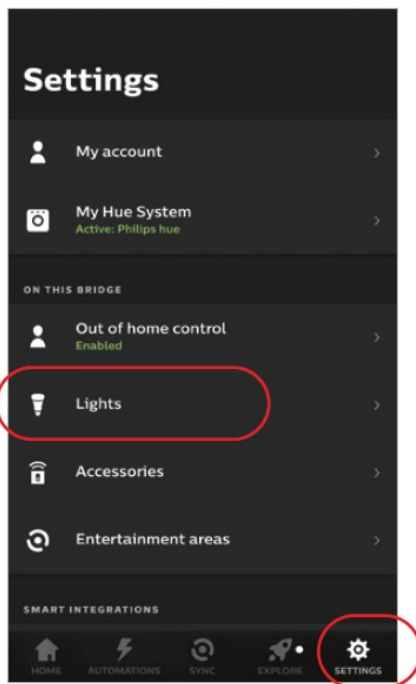 Settings
My account
My Hue System
Active: Philips hue
ON THIS BRIDGE
Out of home control
Enabled
Lights
Accessories
Entertainment areas
SMART INTEGRATIONS
HOME AUTOMATIONS SYNC EXPLORE SETTINGS